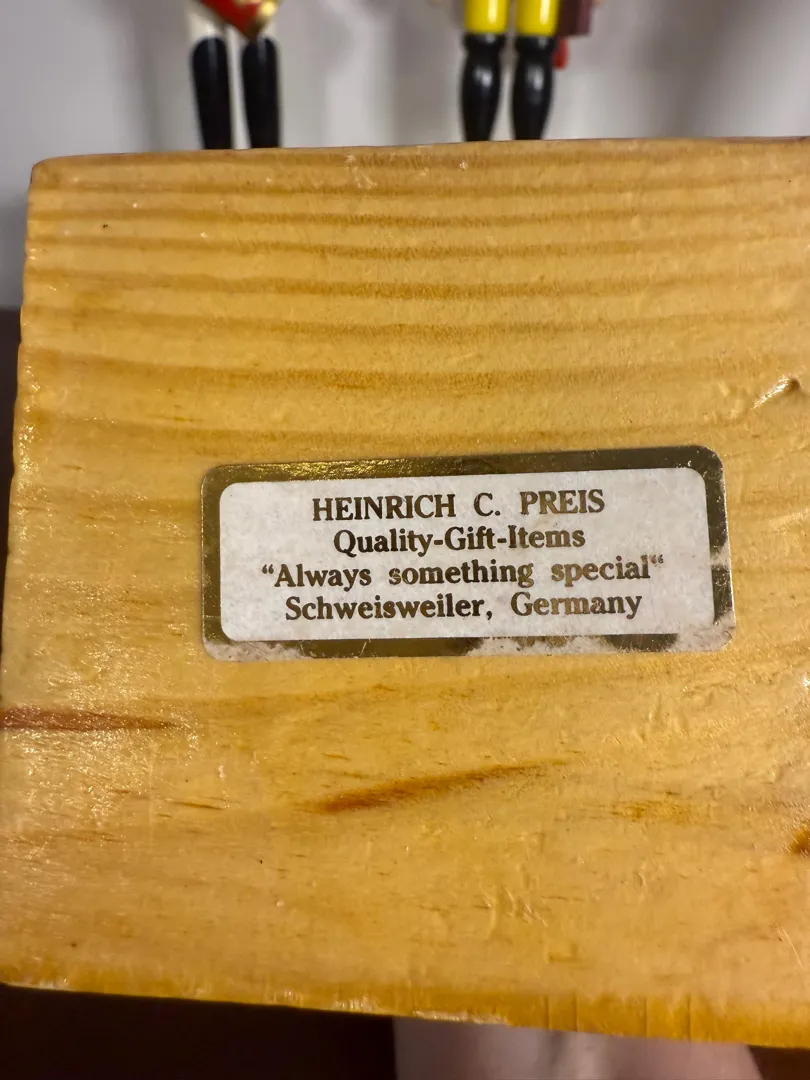 HEINRICH C. PREIS
Quality-Gift-Items
“Always something special“
Schweisweiler, Germany